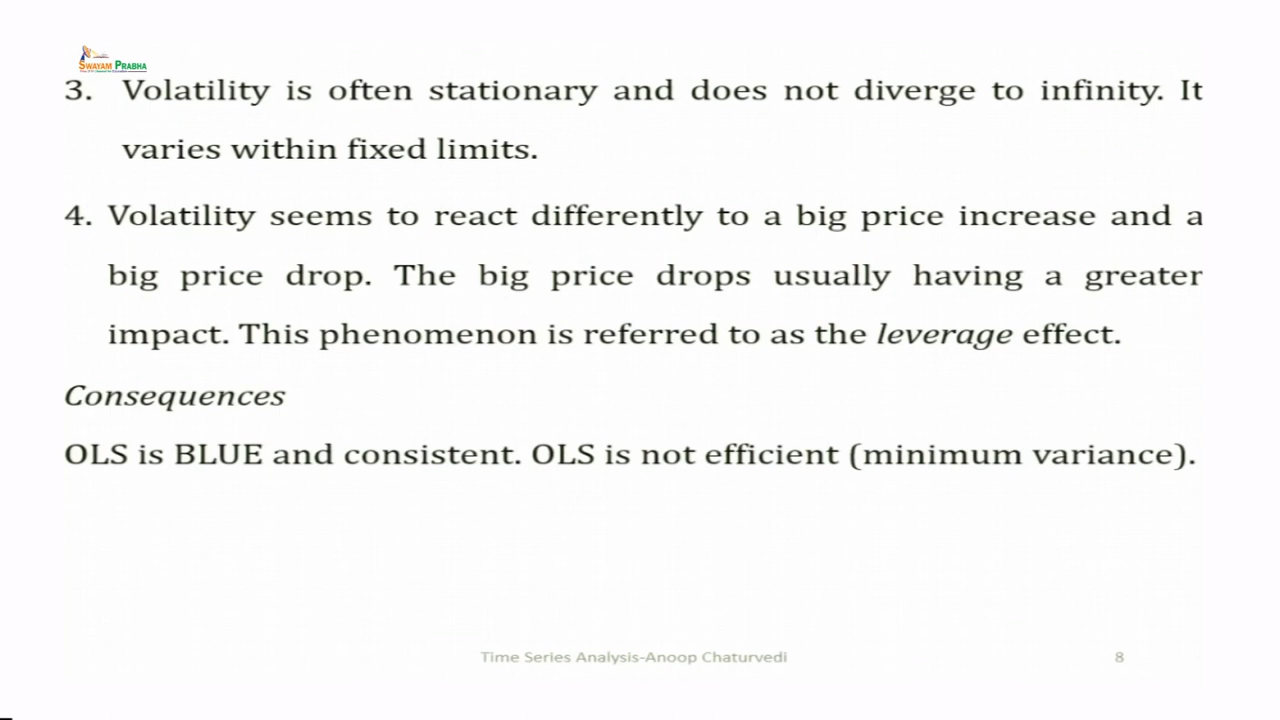 SWAYAM PRABHA
3. Volatility is often stationary and does not diverge to infinity. It
varies within fixed limits.
4. Volatility seems to react differently to a big price increase and a
big price drop. The big price drops usually having a greater
impact. This phenomenon is referred to as the leverage effect.
Consequences
OLS is BLUE and consistent. OLS is not efficient (minimum variance).
Time Series Analysis-Anoop Chaturvedi
8